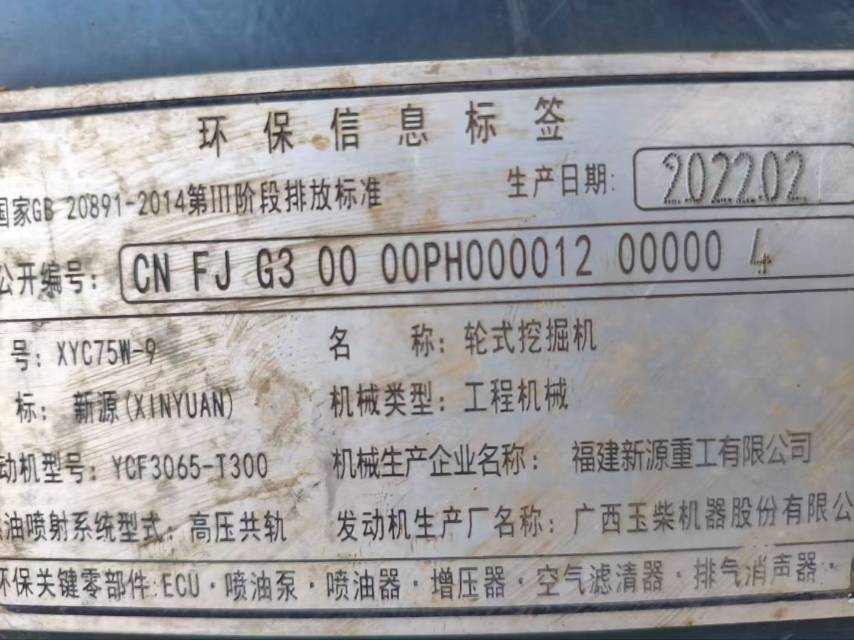 环保信息标签
国家GB 20891-2014第III阶段排放标准 生产日期: 2022.02
公开编号: CN FJ G3 00 00PH000012 00000 4
号: XYC75W-9 名 称: 轮式挖掘机
标: 新源(XINYUAN) 机械类型: 工程机械
动机型号: YCF3065-T300 机械生产企业名称: 福建新源重工有限公司
油喷射系统型式: 高压共轨 发动机生产厂名称: 广西玉柴机器股份有限公
环保关键零部件:ECU·喷油泵·喷油器·增压器·空气滤清器·排气消声器·